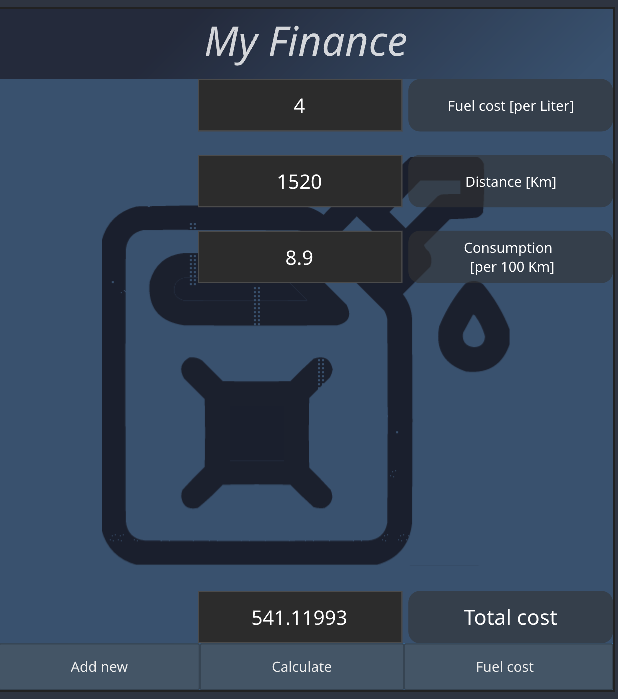 My Finance
4
Fuel cost [per Liter]
1520
Distance [Km]
8.9
Consumption
[per 100 Km]
541.11993
Total cost
Add new
Calculate
Fuel cost